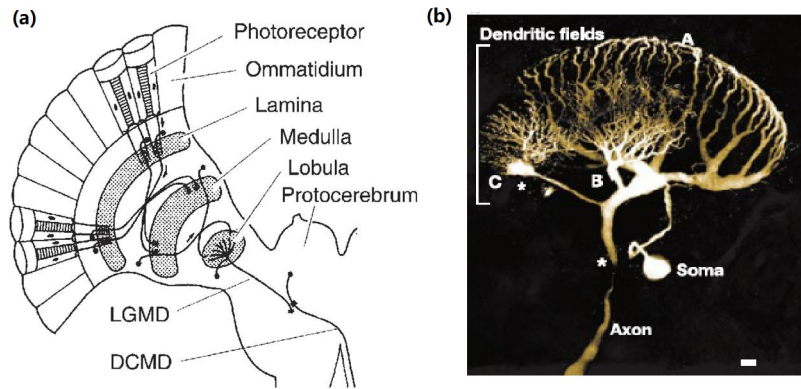 (a)
Photoreceptor
Ommatidium
Lamina
Medulla
Lobula
Protocerebrum
LGMD
DCMD
(b)
Dendritic fields
A
B
C
*
*
Soma
Axon